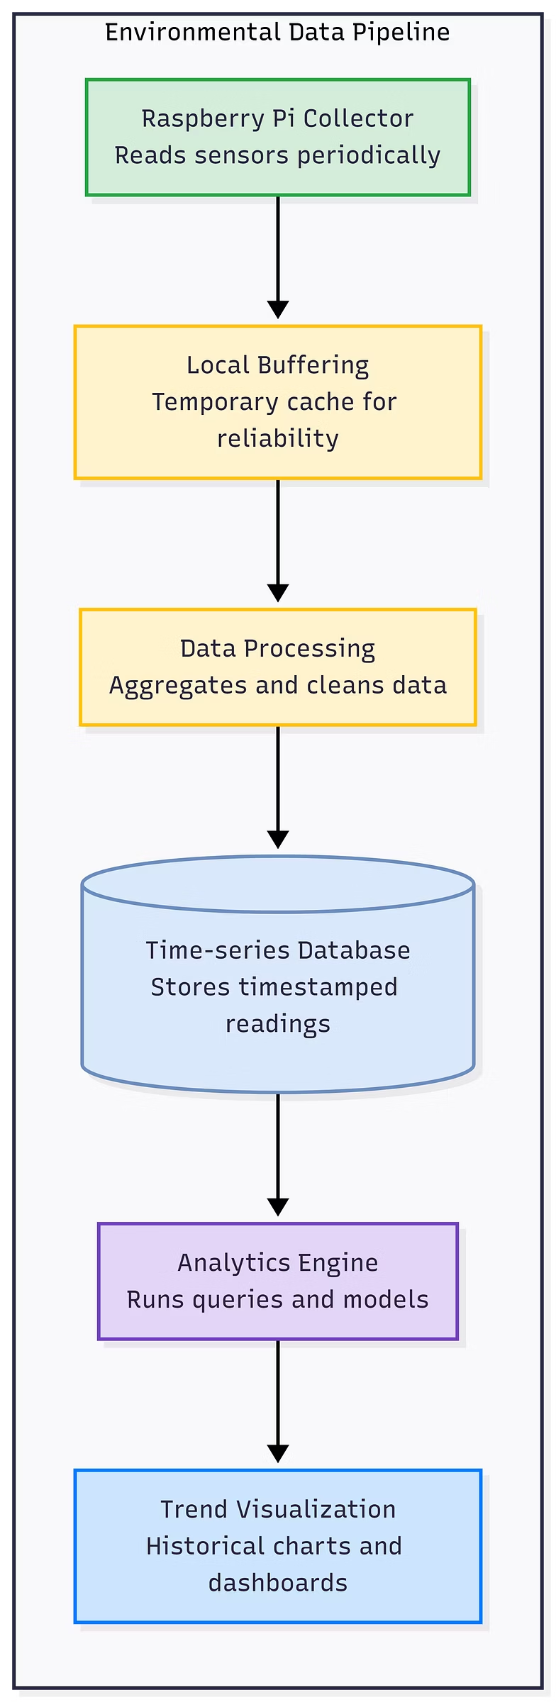 Environmental Data Pipeline
Raspberry Pi Collector
Reads sensors periodically
Local Buffering
Temporary cache for
reliability
Data Processing
Aggregates and cleans data
Time-series Database
Stores timestamped
readings
Analytics Engine
Runs queries and models
Trend Visualization
Historical charts and
dashboards